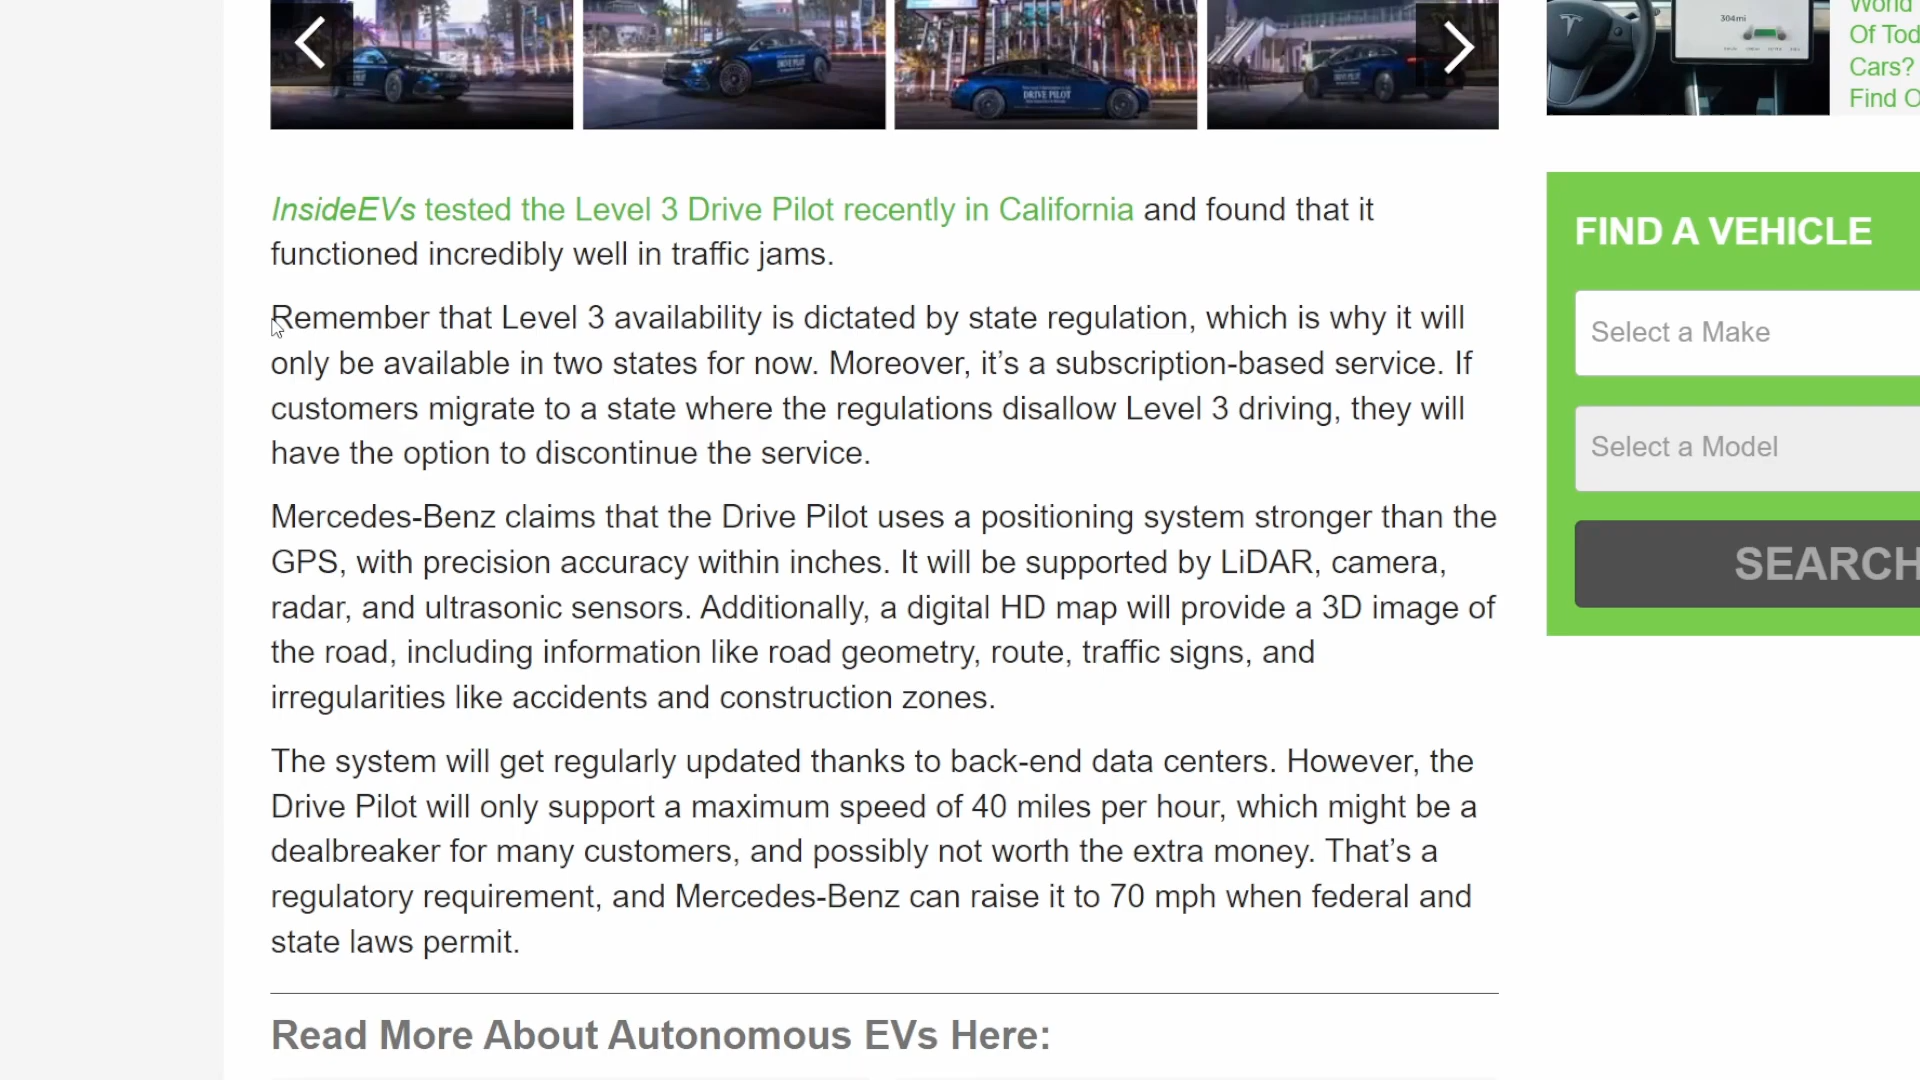 304mi
World
Of Tod
Cars?
Find O
DRIVE PILOT
InsideEVs tested the Level 3 Drive Pilot recently in California and found that it
functioned incredibly well in traffic jams.
Remember that Level 3 availability is dictated by state regulation, which is why it will
only be available in two states for now. Moreover, it’s a subscription-based service. If
customers migrate to a state where the regulations disallow Level 3 driving, they will
have the option to discontinue the service.
Mercedes-Benz claims that the Drive Pilot uses a positioning system stronger than the
GPS, with precision accuracy within inches. It will be supported by LiDAR, camera,
radar, and ultrasonic sensors. Additionally, a digital HD map will provide a 3D image of
the road, including information like road geometry, route, traffic signs, and
irregularities like accidents and construction zones.
The system will get regularly updated thanks to back-end data centers. However, the
Drive Pilot will only support a maximum speed of 40 miles per hour, which might be a
dealbreaker for many customers, and possibly not worth the extra money. That’s a
regulatory requirement, and Mercedes-Benz can raise it to 70 mph when federal and
state laws permit.
Read More About Autonomous EVs Here:
FIND A VEHICLE
Select a Make
Select a Model
SEARCH